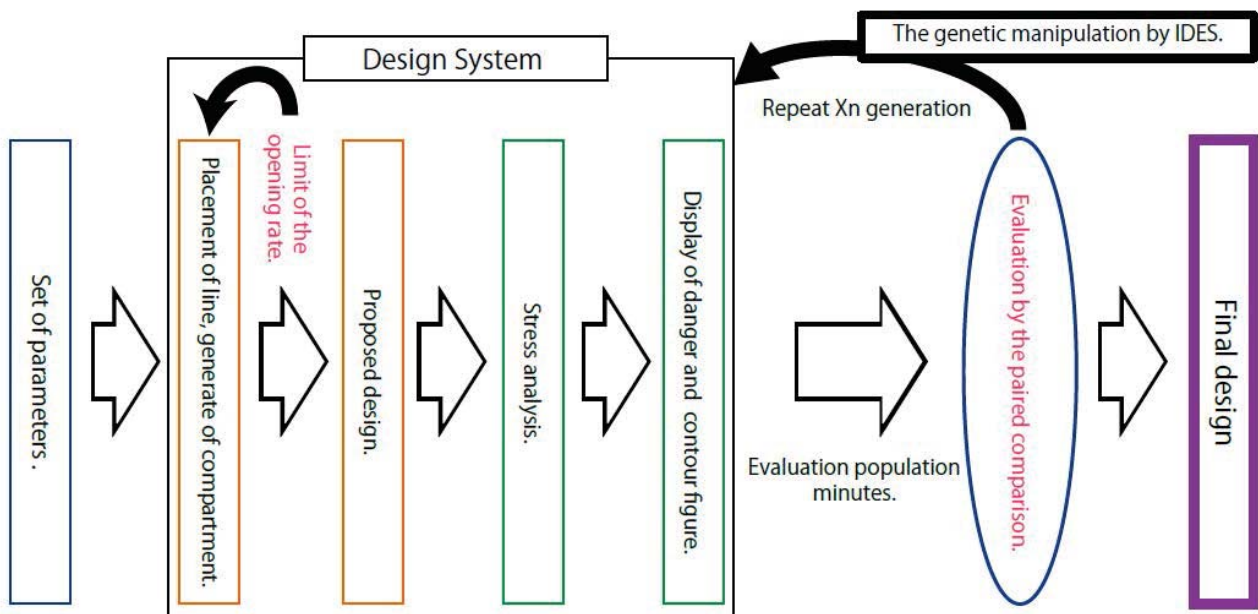 The genetic manipulation by IDES.
Design System
Repeat Xn generation
Set of parameters .
Placement of line, generate of compartment.
Limit of the
opening rate.
Proposed design.
Stress analysis.
Display of danger and contour figure.
Evaluation population
minutes.
Evaluation by the paired comparison.
Final design